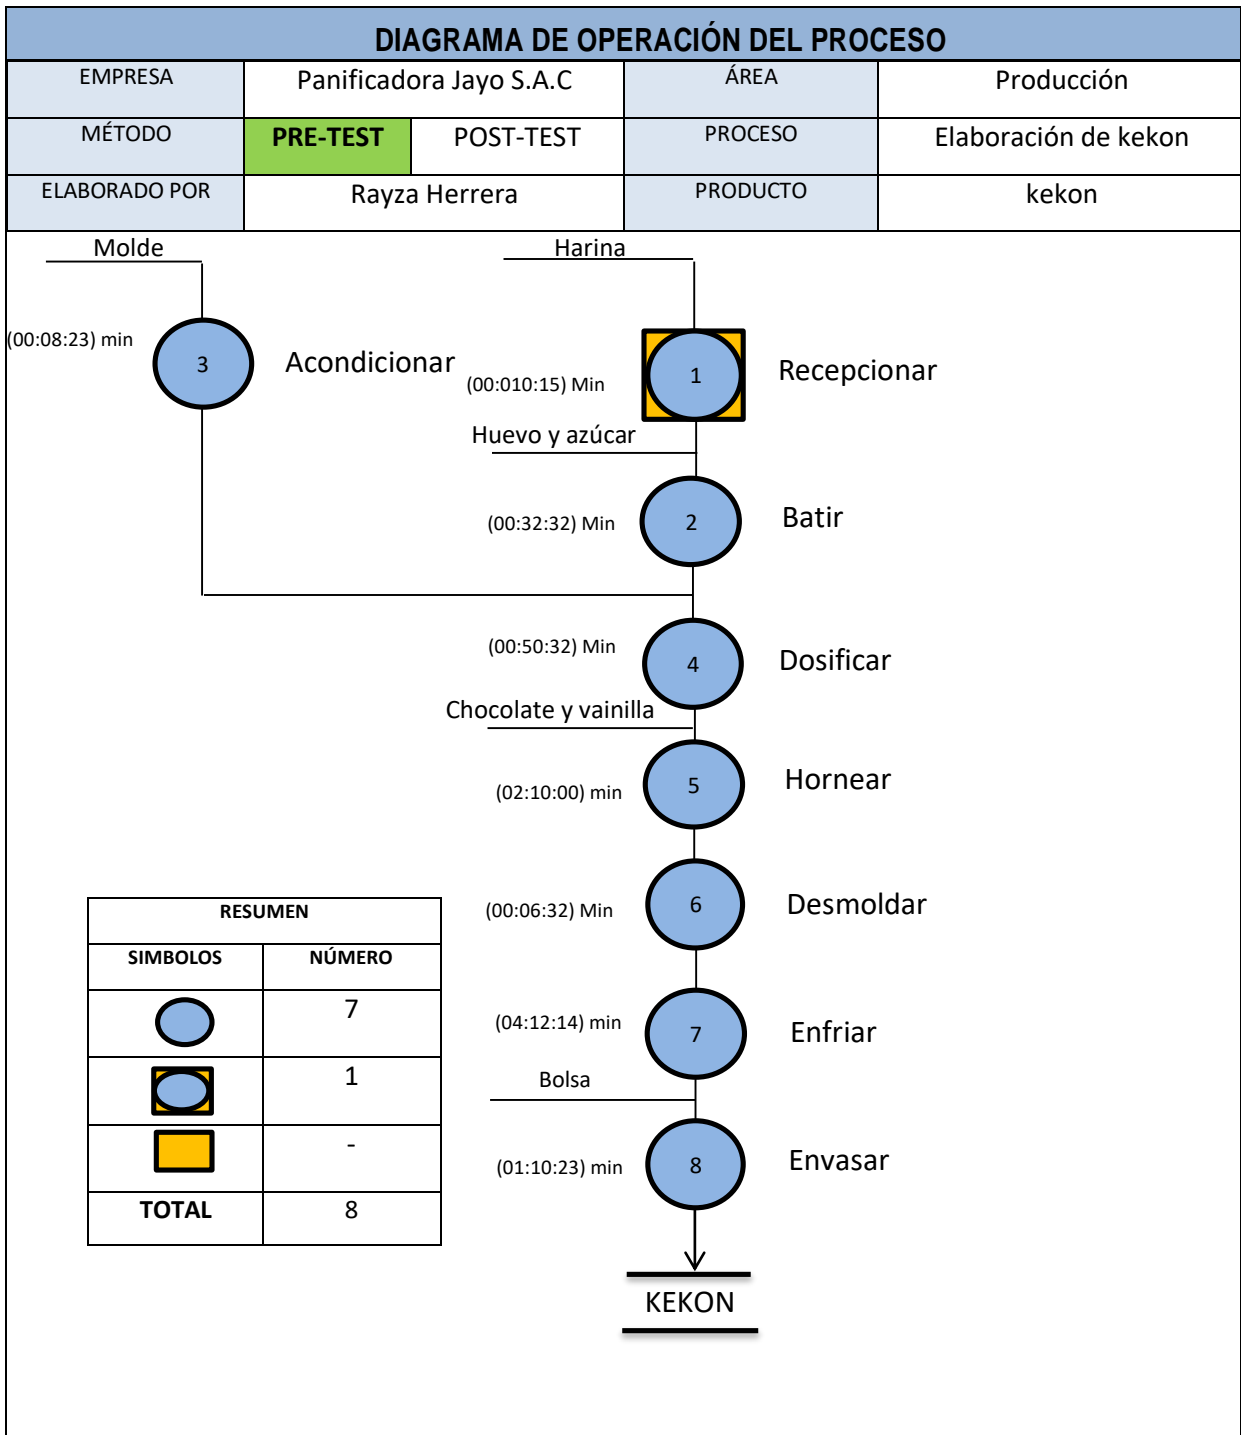 DIAGRAMA DE OPERACIÓN DEL PROCESO
EMPRESA Panificadora Jayo S.A.C ÁREA Producción
MÉTODO PRE-TEST POST-TEST PROCESO Elaboración de kekon
ELABORADO POR Rayza Herrera PRODUCTO kekon
Molde Harina
(00:08:23) min 3 Acondicionar
(00:010:15) Min 1 Recepcionar
Huevo y azúcar
(00:32:32) Min 2 Batir
(00:50:32) Min 4 Dosificar
Chocolate y vainilla
(02:10:00) min 5 Hornear
(00:06:32) Min 6 Desmoldar
(04:12:14) min 7 Enfriar
Bolsa
(01:10:23) min 8 Envasar
KEKON
RESUMEN
SIMBOLOS NÚMERO
7
1
-
TOTAL 8